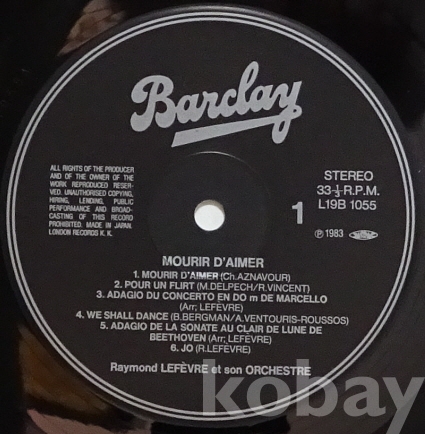 Barclay
ALL RIGHTS OF THE PRODUCER
AND OF THE OWNER OF THE
WORK REPRODUCED RESER-
VED. UNAUTHORISED COPYING,
HIRING, LENDING, PUBLIC
PERFORMANCE AND BROAD-
CASTING OF THIS RECORD
PROHIBITED. MADE IN JAPAN.
LONDON RECORDS K. K.
STEREO
33⅓ R.P.M.
L19B 1055
1
Ⓟ 1983
MOURIR D'AIMER
1. MOURIR D'AIMER (Ch.AZNAVOUR)
2. POUR UN FLIRT (M.DELPECH/R.VINCENT)
3. ADAGIO DU CONCERTO EN DO m DE MARCELLO
(Arr; LEFÈVRE)
4. WE SHALL DANCE (B.BERGMAN/A.VENTOURIS-ROUSSOS)
5. ADAGIO DE LA SONATE AU CLAIR DE LUNE DE
BEETHOVEN (Arr; LEFÈVRE)
6. JO (R.LEFÈVRE)
Raymond LEFÈVRE et son ORCHESTRE
kobay